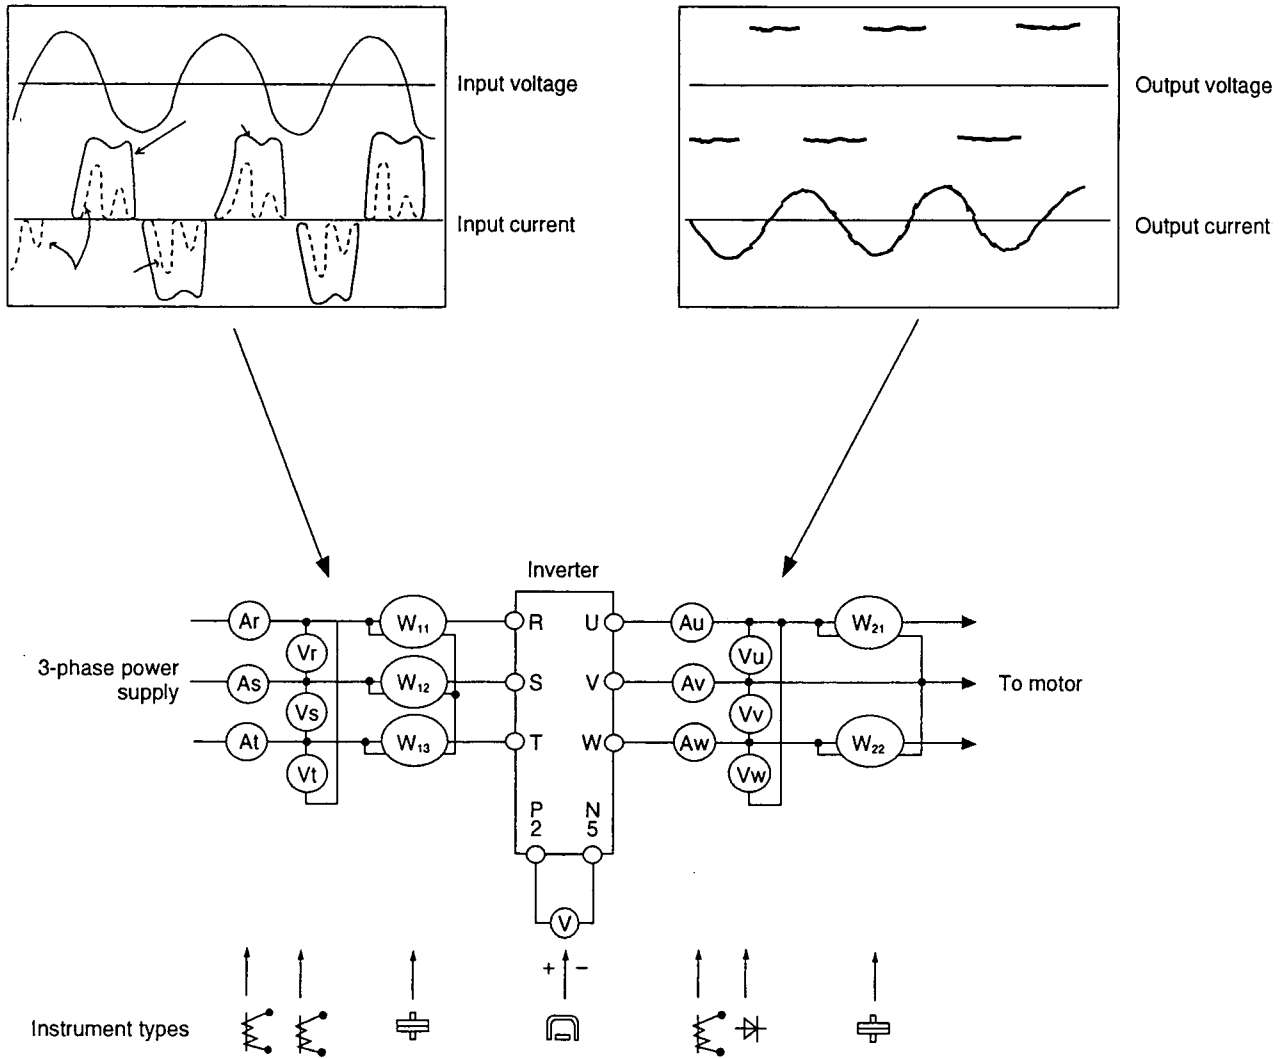 Input voltage
Input current
Output voltage
Output current
Inverter
Ar
W11
R
U
Au
W21
Vr
Vu
3-phase power
supply
As
W12
S
V
Av
To motor
Vs
Vv
At
W13
T
W
Aw
W22
Vt
Vw
P
2
N
5
V
+ −
Instrument types